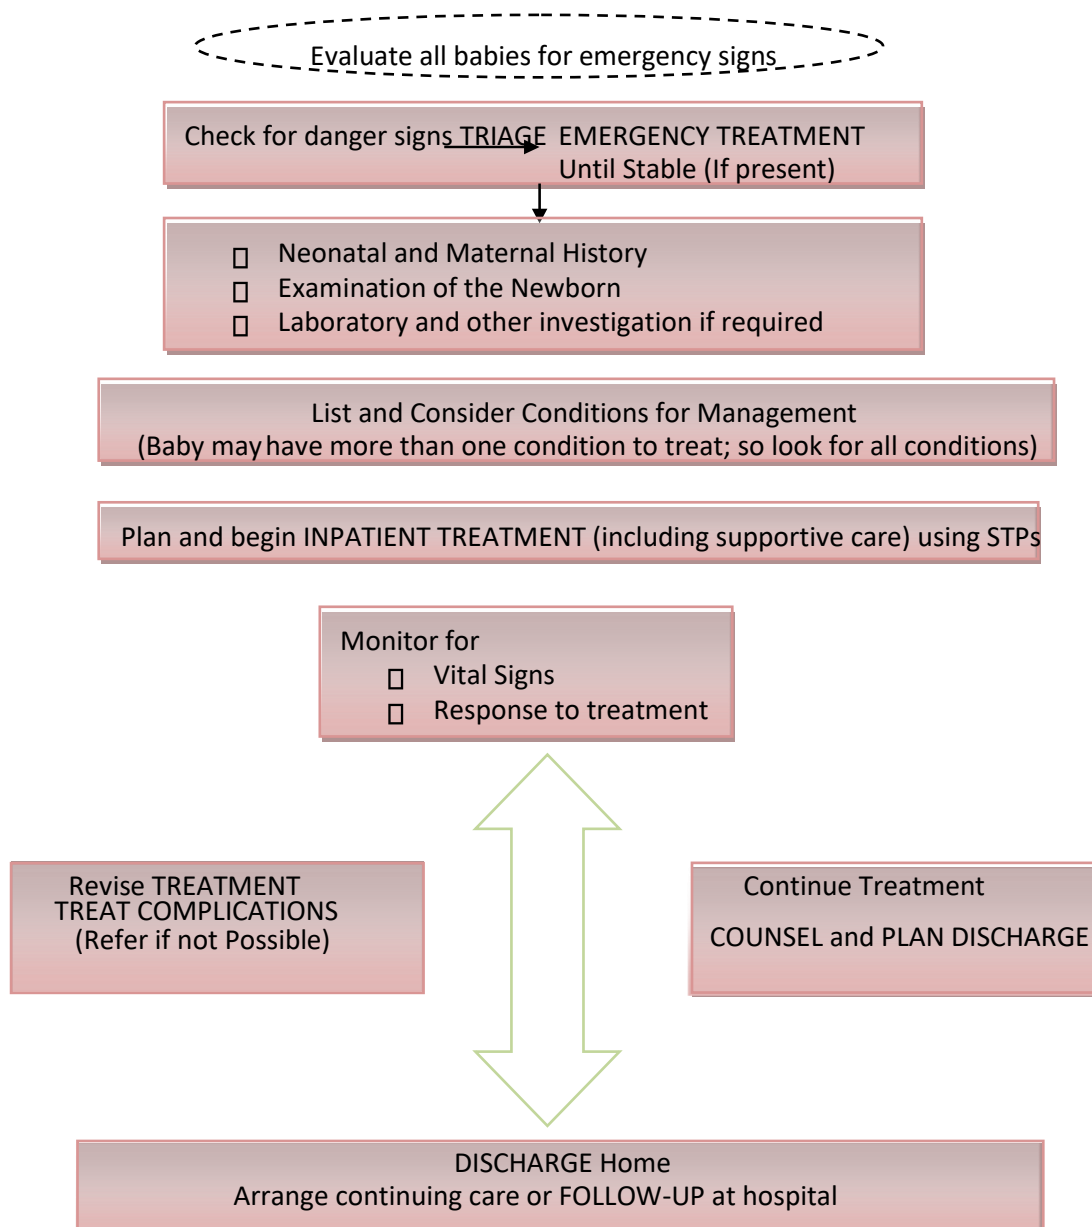 Evaluate all babies for emergency signs
Check for danger signs TRIAGE EMERGENCY TREATMENT
Until Stable (If present)
Neonatal and Maternal History
Examination of the Newborn
Laboratory and other investigation if required
List and Consider Conditions for Management
(Baby may have more than one condition to treat; so look for all conditions)
Plan and begin INPATIENT TREATMENT (including supportive care) using STPs
Monitor for
Vital Signs
Response to treatment
Revise TREATMENT
TREAT COMPLICATIONS
(Refer if not Possible)
Continue Treatment
COUNSEL and PLAN DISCHARGE
DISCHARGE Home
Arrange continuing care or FOLLOW-UP at hospital